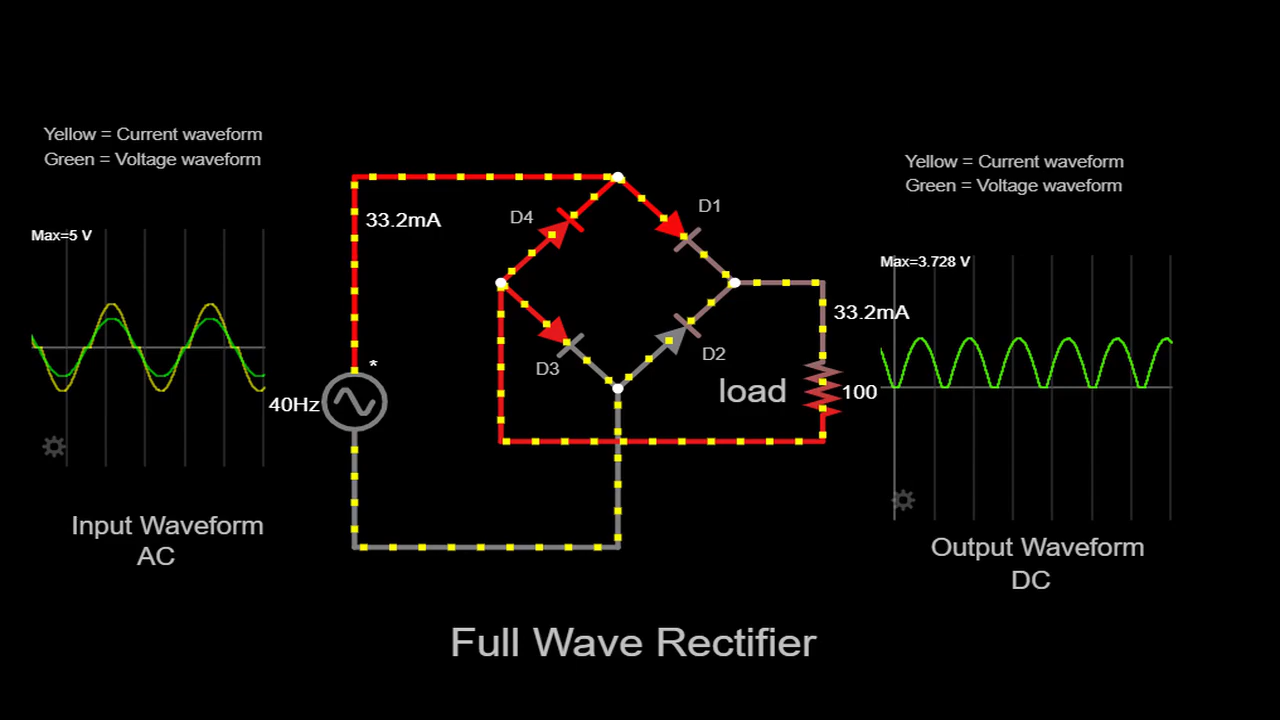 Yellow = Current waveform
Green = Voltage waveform
Yellow = Current waveform
Green = Voltage waveform
33.2mA
D4
D1
Max=5 V
Max=3.728 V
33.2mA
D3
D2
*
40Hz
load
100
Input Waveform
AC
Output Waveform
DC
Full Wave Rectifier